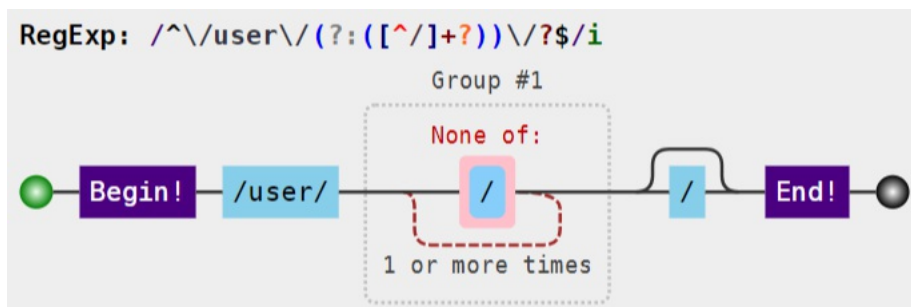 RegExp: /^\/user\/(?:([^/]+?))\/?$/i
Group #1
None of:
Begin! /user/ / / End!
1 or more times